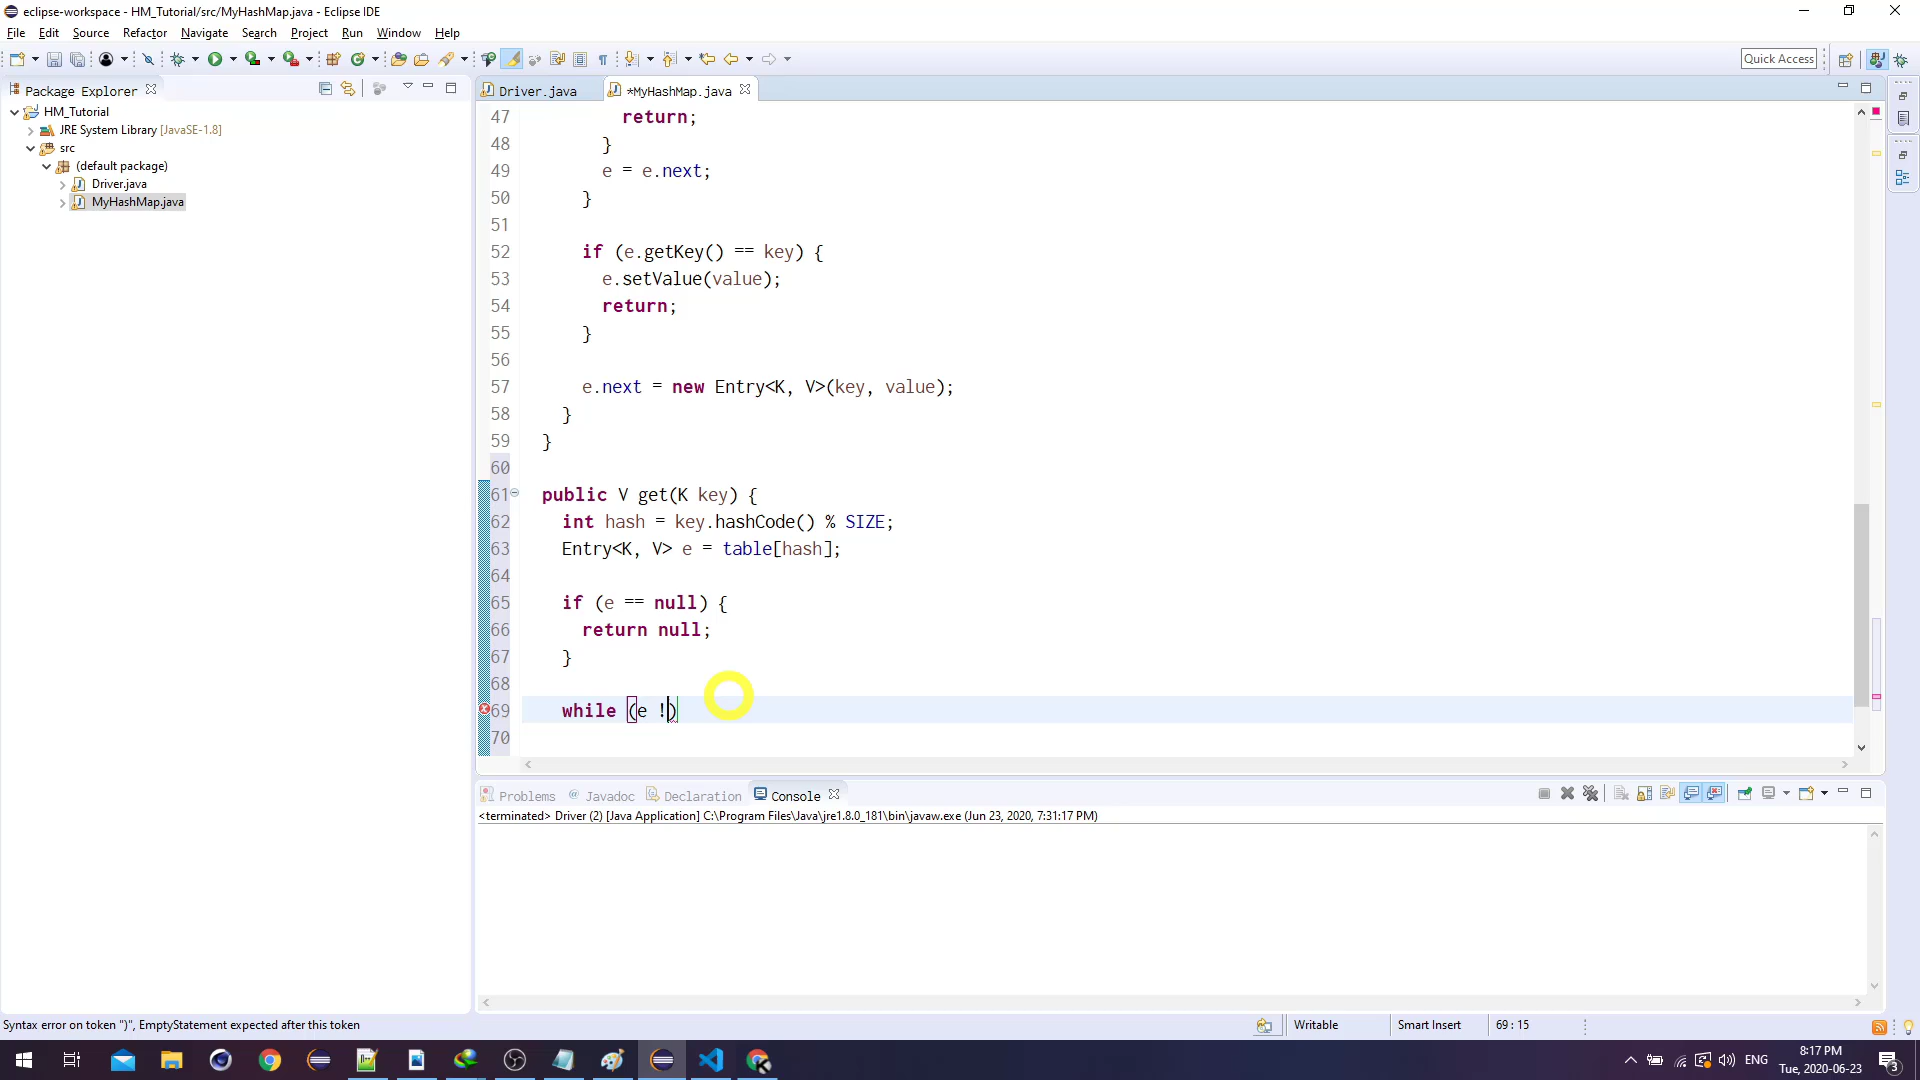 eclipse-workspace - HM_Tutorial/src/MyHashMap.java - Eclipse IDE
File Edit Source Refactor Navigate Search Project Run Window Help
Quick Access
Package Explorer
HM_Tutorial
JRE System Library [JavaSE-1.8]
src
(default package)
Driver.java
MyHashMap.java
Driver.java *MyHashMap.java
47 return;
48 }
49 e = e.next;
50 }
51
52 if (e.getKey() == key) {
53 e.setValue(value);
54 return;
55 }
56
57 e.next = new Entry<K, V>(key, value);
58 }
59 }
60
61 public V get(K key) {
62 int hash = key.hashCode() % SIZE;
63 Entry<K, V> e = table[hash];
64
65 if (e == null) {
66 return null;
67 }
68
69 while (e !)
70
Problems @ Javadoc Declaration Console
<terminated> Driver (2) [Java Application] C:\Program Files\Java\jre1.8.0_181\bin\javaw.exe (Jun 23, 2020, 7:31:17 PM)
Syntax error on token ")", EmptyStatement expected after this token
Writable Smart Insert 69 : 15
ENG 8:17 PM
Tue, 2020-06-23
3